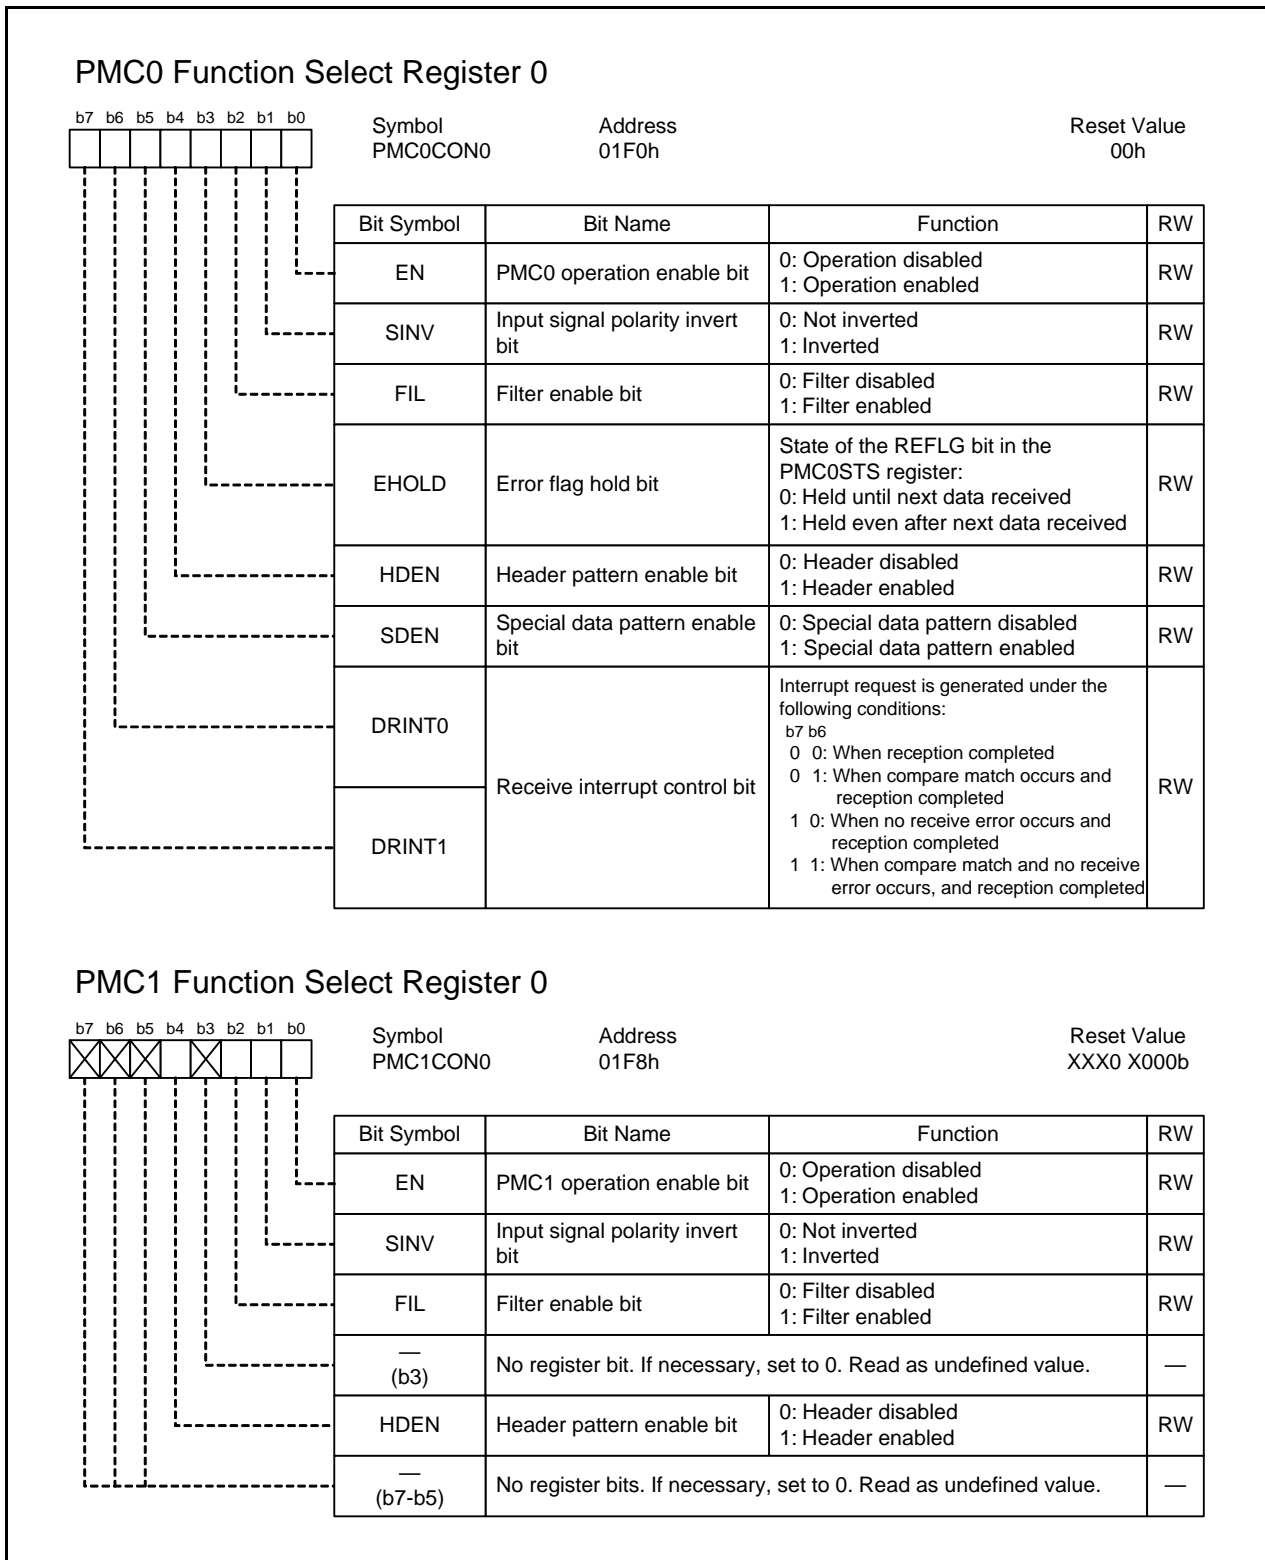 PMC0 Function Select Register 0
b7 b6 b5 b4 b3 b2 b1 b0
Symbol Address Reset Value
PMC0CON0 01F0h 00h
Bit Symbol Bit Name Function RW
EN PMC0 operation enable bit 0: Operation disabled
1: Operation enabled RW
SINV Input signal polarity invert bit 0: Not inverted
1: Inverted RW
FIL Filter enable bit 0: Filter disabled
1: Filter enabled RW
EHOLD Error flag hold bit State of the REFLG bit in the
PMC0STS register:
0: Held until next data received
1: Held even after next data received RW
HDEN Header pattern enable bit 0: Header disabled
1: Header enabled RW
SDEN Special data pattern enable bit 0: Special data pattern disabled
1: Special data pattern enabled RW
DRINT0
DRINT1
Receive interrupt control bit
Interrupt request is generated under the
following conditions:
b7 b6
0 0: When reception completed
0 1: When compare match occurs and
reception completed
1 0: When no receive error occurs and
reception completed
1 1: When compare match and no receive
error occurs, and reception completed
RW
PMC1 Function Select Register 0
b7 b6 b5 b4 b3 b2 b1 b0
Symbol Address Reset Value
PMC1CON0 01F8h XXX0 X000b
Bit Symbol Bit Name Function RW
EN PMC1 operation enable bit 0: Operation disabled
1: Operation enabled RW
SINV Input signal polarity invert bit 0: Not inverted
1: Inverted RW
FIL Filter enable bit 0: Filter disabled
1: Filter enabled RW
—
(b3) No register bit. If necessary, set to 0. Read as undefined value. —
HDEN Header pattern enable bit 0: Header disabled
1: Header enabled RW
—
(b7-b5) No register bits. If necessary, set to 0. Read as undefined value. —